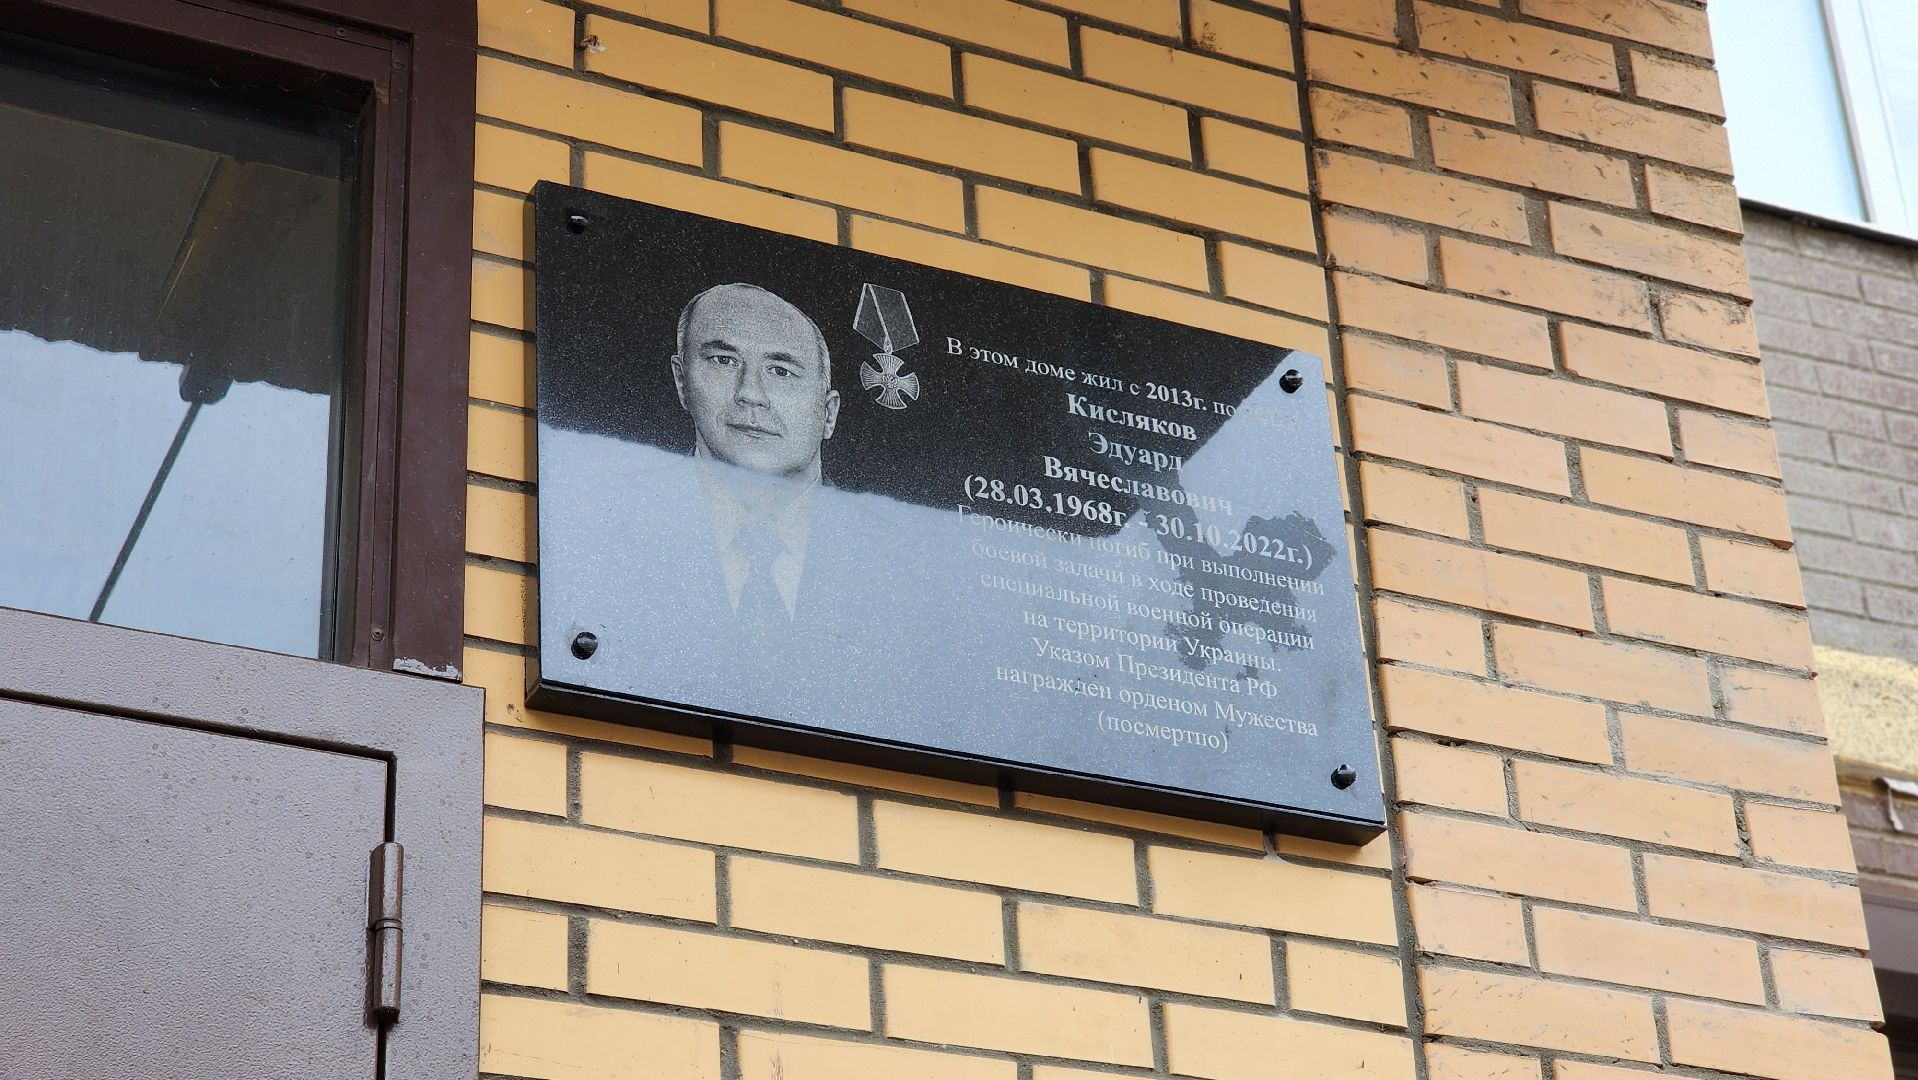 В этом доме жил с 2013г. по
Кисляков
Эдуард
Вячеславович
(28.03.1968г. - 30.10.2022г.)
Героически погиб при выполнении
боевой задачи в ходе проведения
специальной военной операции
на территории Украины.
Указом Президента РФ
награжден орденом Мужества
(посмертно)